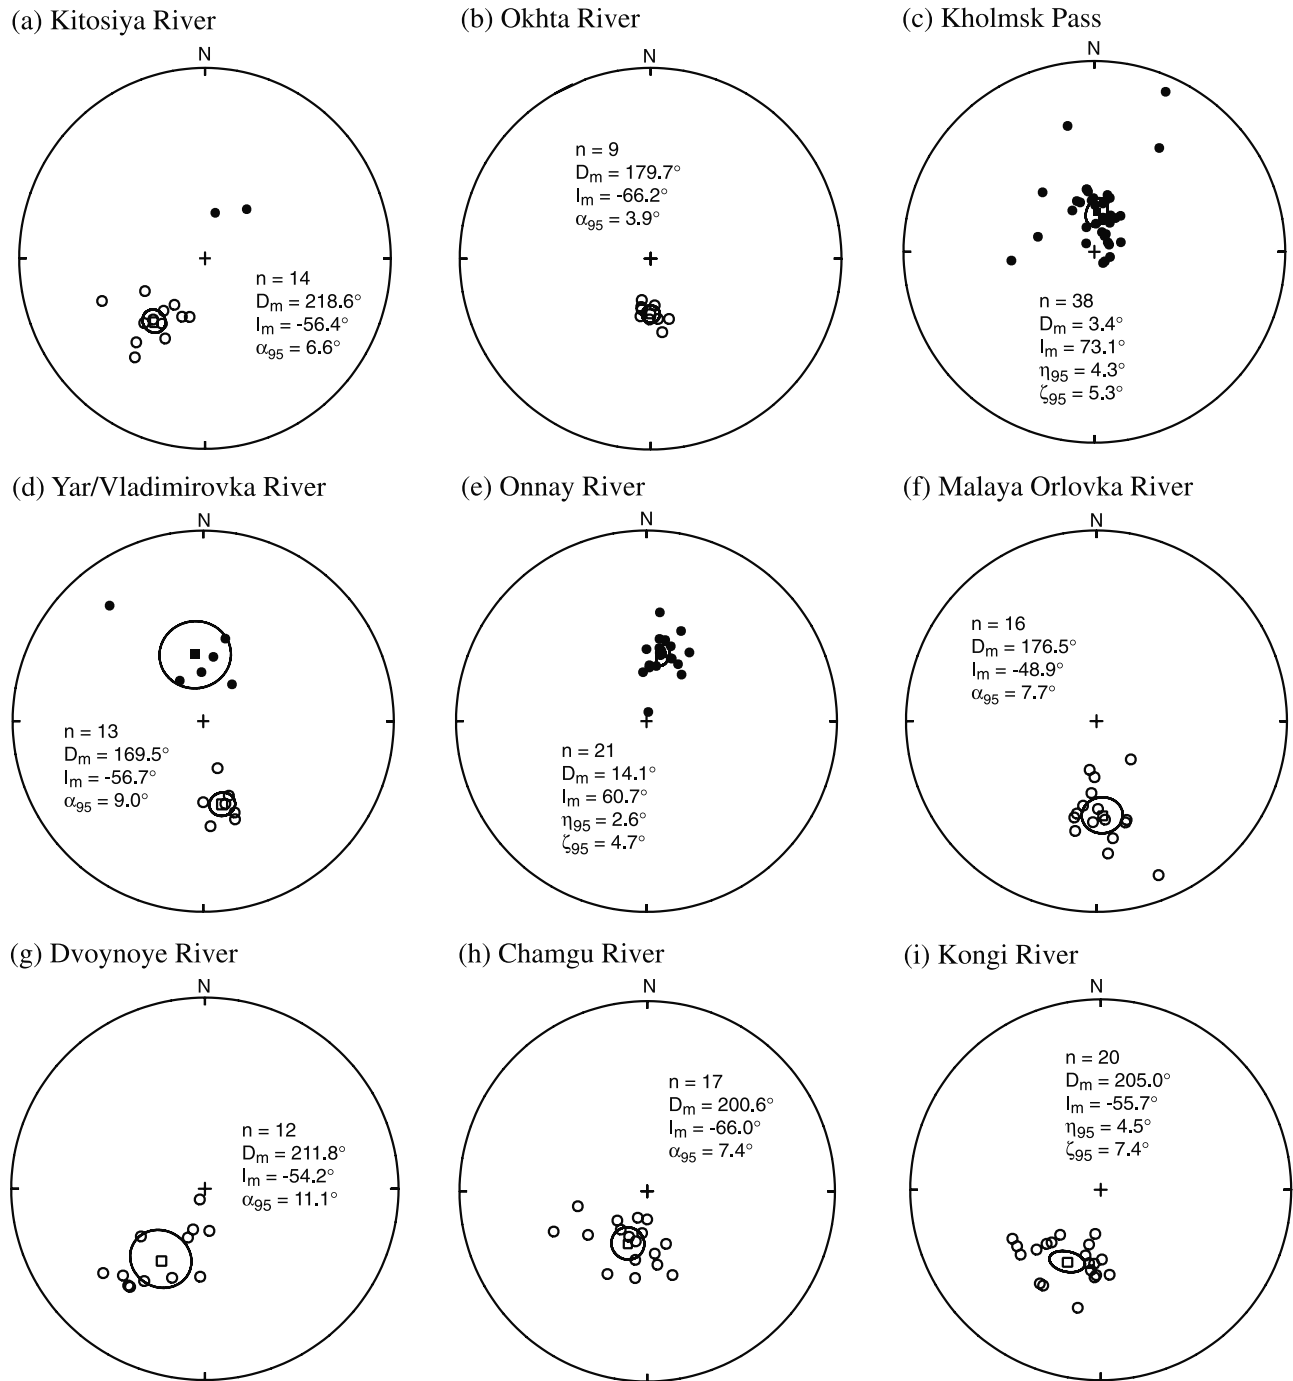 (a) Kitosiya River
N
n = 14
Dm = 218.6°
Im = -56.4°
α95 = 6.6°
(b) Okhta River
N
n = 9
Dm = 179.7°
Im = -66.2°
α95 = 3.9°
(c) Kholmsk Pass
N
n = 38
Dm = 3.4°
Im = 73.1°
η95 = 4.3°
ζ95 = 5.3°
(d) Yar/Vladimirovka River
N
n = 13
Dm = 169.5°
Im = -56.7°
α95 = 9.0°
(e) Onnay River
N
n = 21
Dm = 14.1°
Im = 60.7°
η95 = 2.6°
ζ95 = 4.7°
(f) Malaya Orlovka River
N
n = 16
Dm = 176.5°
Im = -48.9°
α95 = 7.7°
(g) Dvoynoye River
N
n = 12
Dm = 211.8°
Im = -54.2°
α95 = 11.1°
(h) Chamgu River
N
n = 17
Dm = 200.6°
Im = -66.0°
α95 = 7.4°
(i) Kongi River
N
n = 20
Dm = 205.0°
Im = -55.7°
η95 = 4.5°
ζ95 = 7.4°